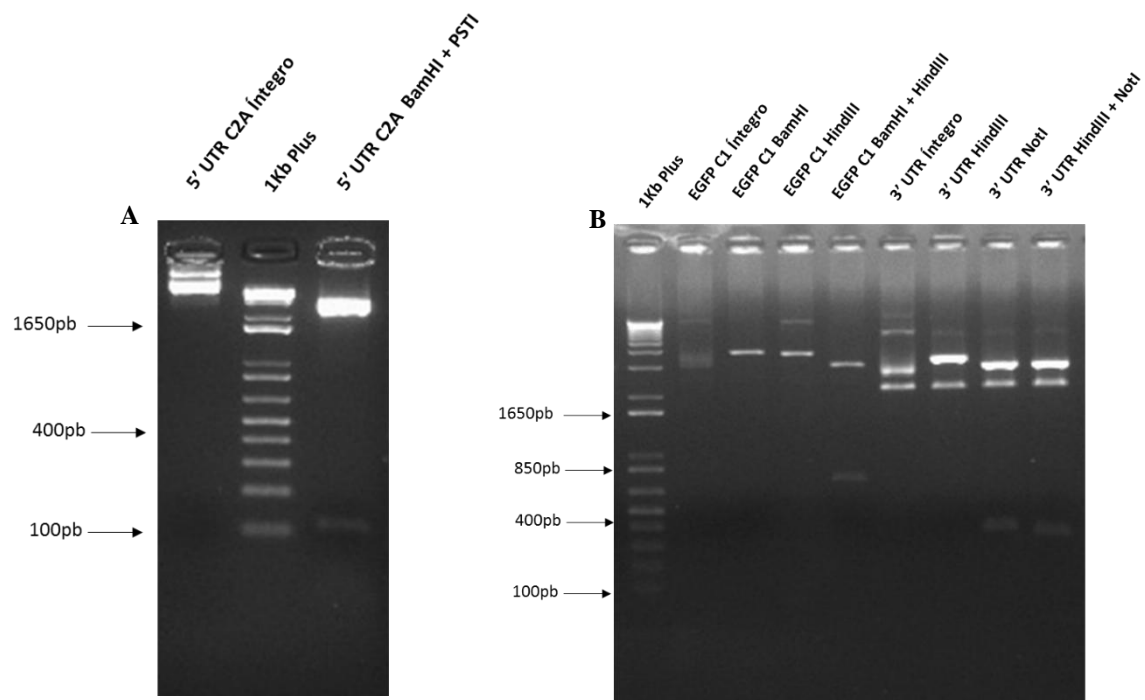 A
5′ UTR C2A Íntegro
1Kb Plus
5′ UTR C2A BamHI + PSTI
1650pb
400pb
100pb
B
1Kb Plus
EGFP C1 Íntegro
EGFP C1 BamHI
EGFP C1 HindIII
EGFP C1 BamHI + HindIII
3′ UTR Íntegro
3′ UTR HindIII
3′ UTR NotI
3′ UTR HindIII + NotI
1650pb
850pb
400pb
100pb